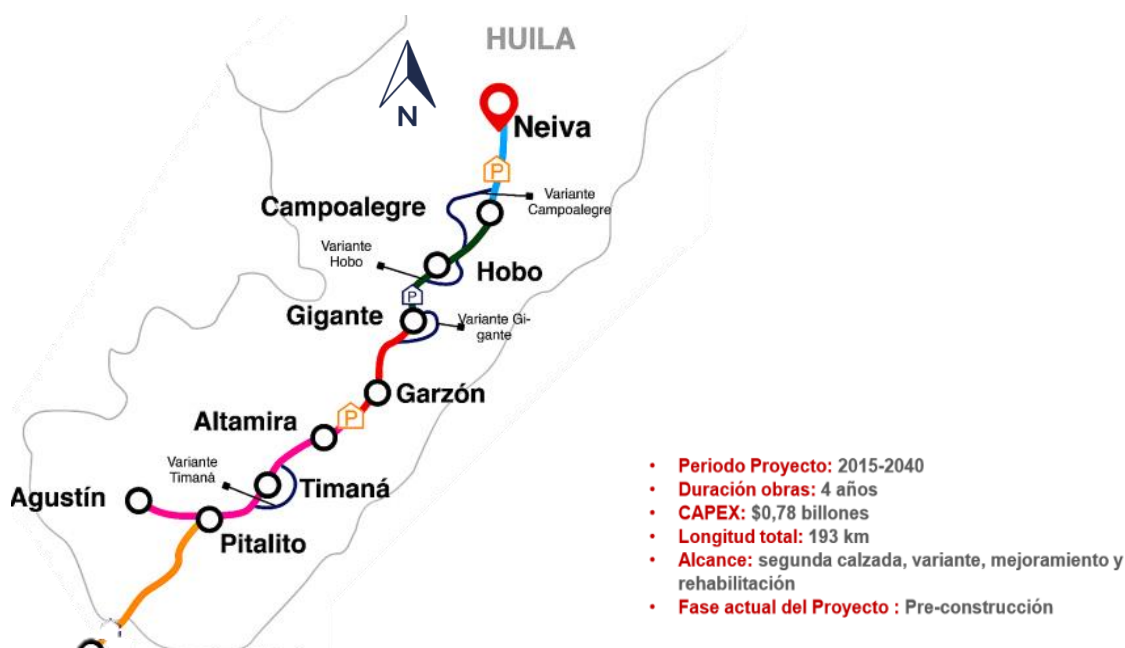 HUILA
N
Neiva
P
Variante
Campoalegre
Campoalegre
Variante
Hobo
Hobo
P
Gigante
Variante Gi-
gante
Garzón
P
Altamira
Variante
Timaná
Timaná
Agustín
Pitalito
• Periodo Proyecto: 2015-2040
• Duración obras: 4 años
• CAPEX: $0,78 billones
• Longitud total: 193 km
• Alcance: segunda calzada, variante, mejoramiento y
rehabilitación
• Fase actual del Proyecto : Pre-construcción